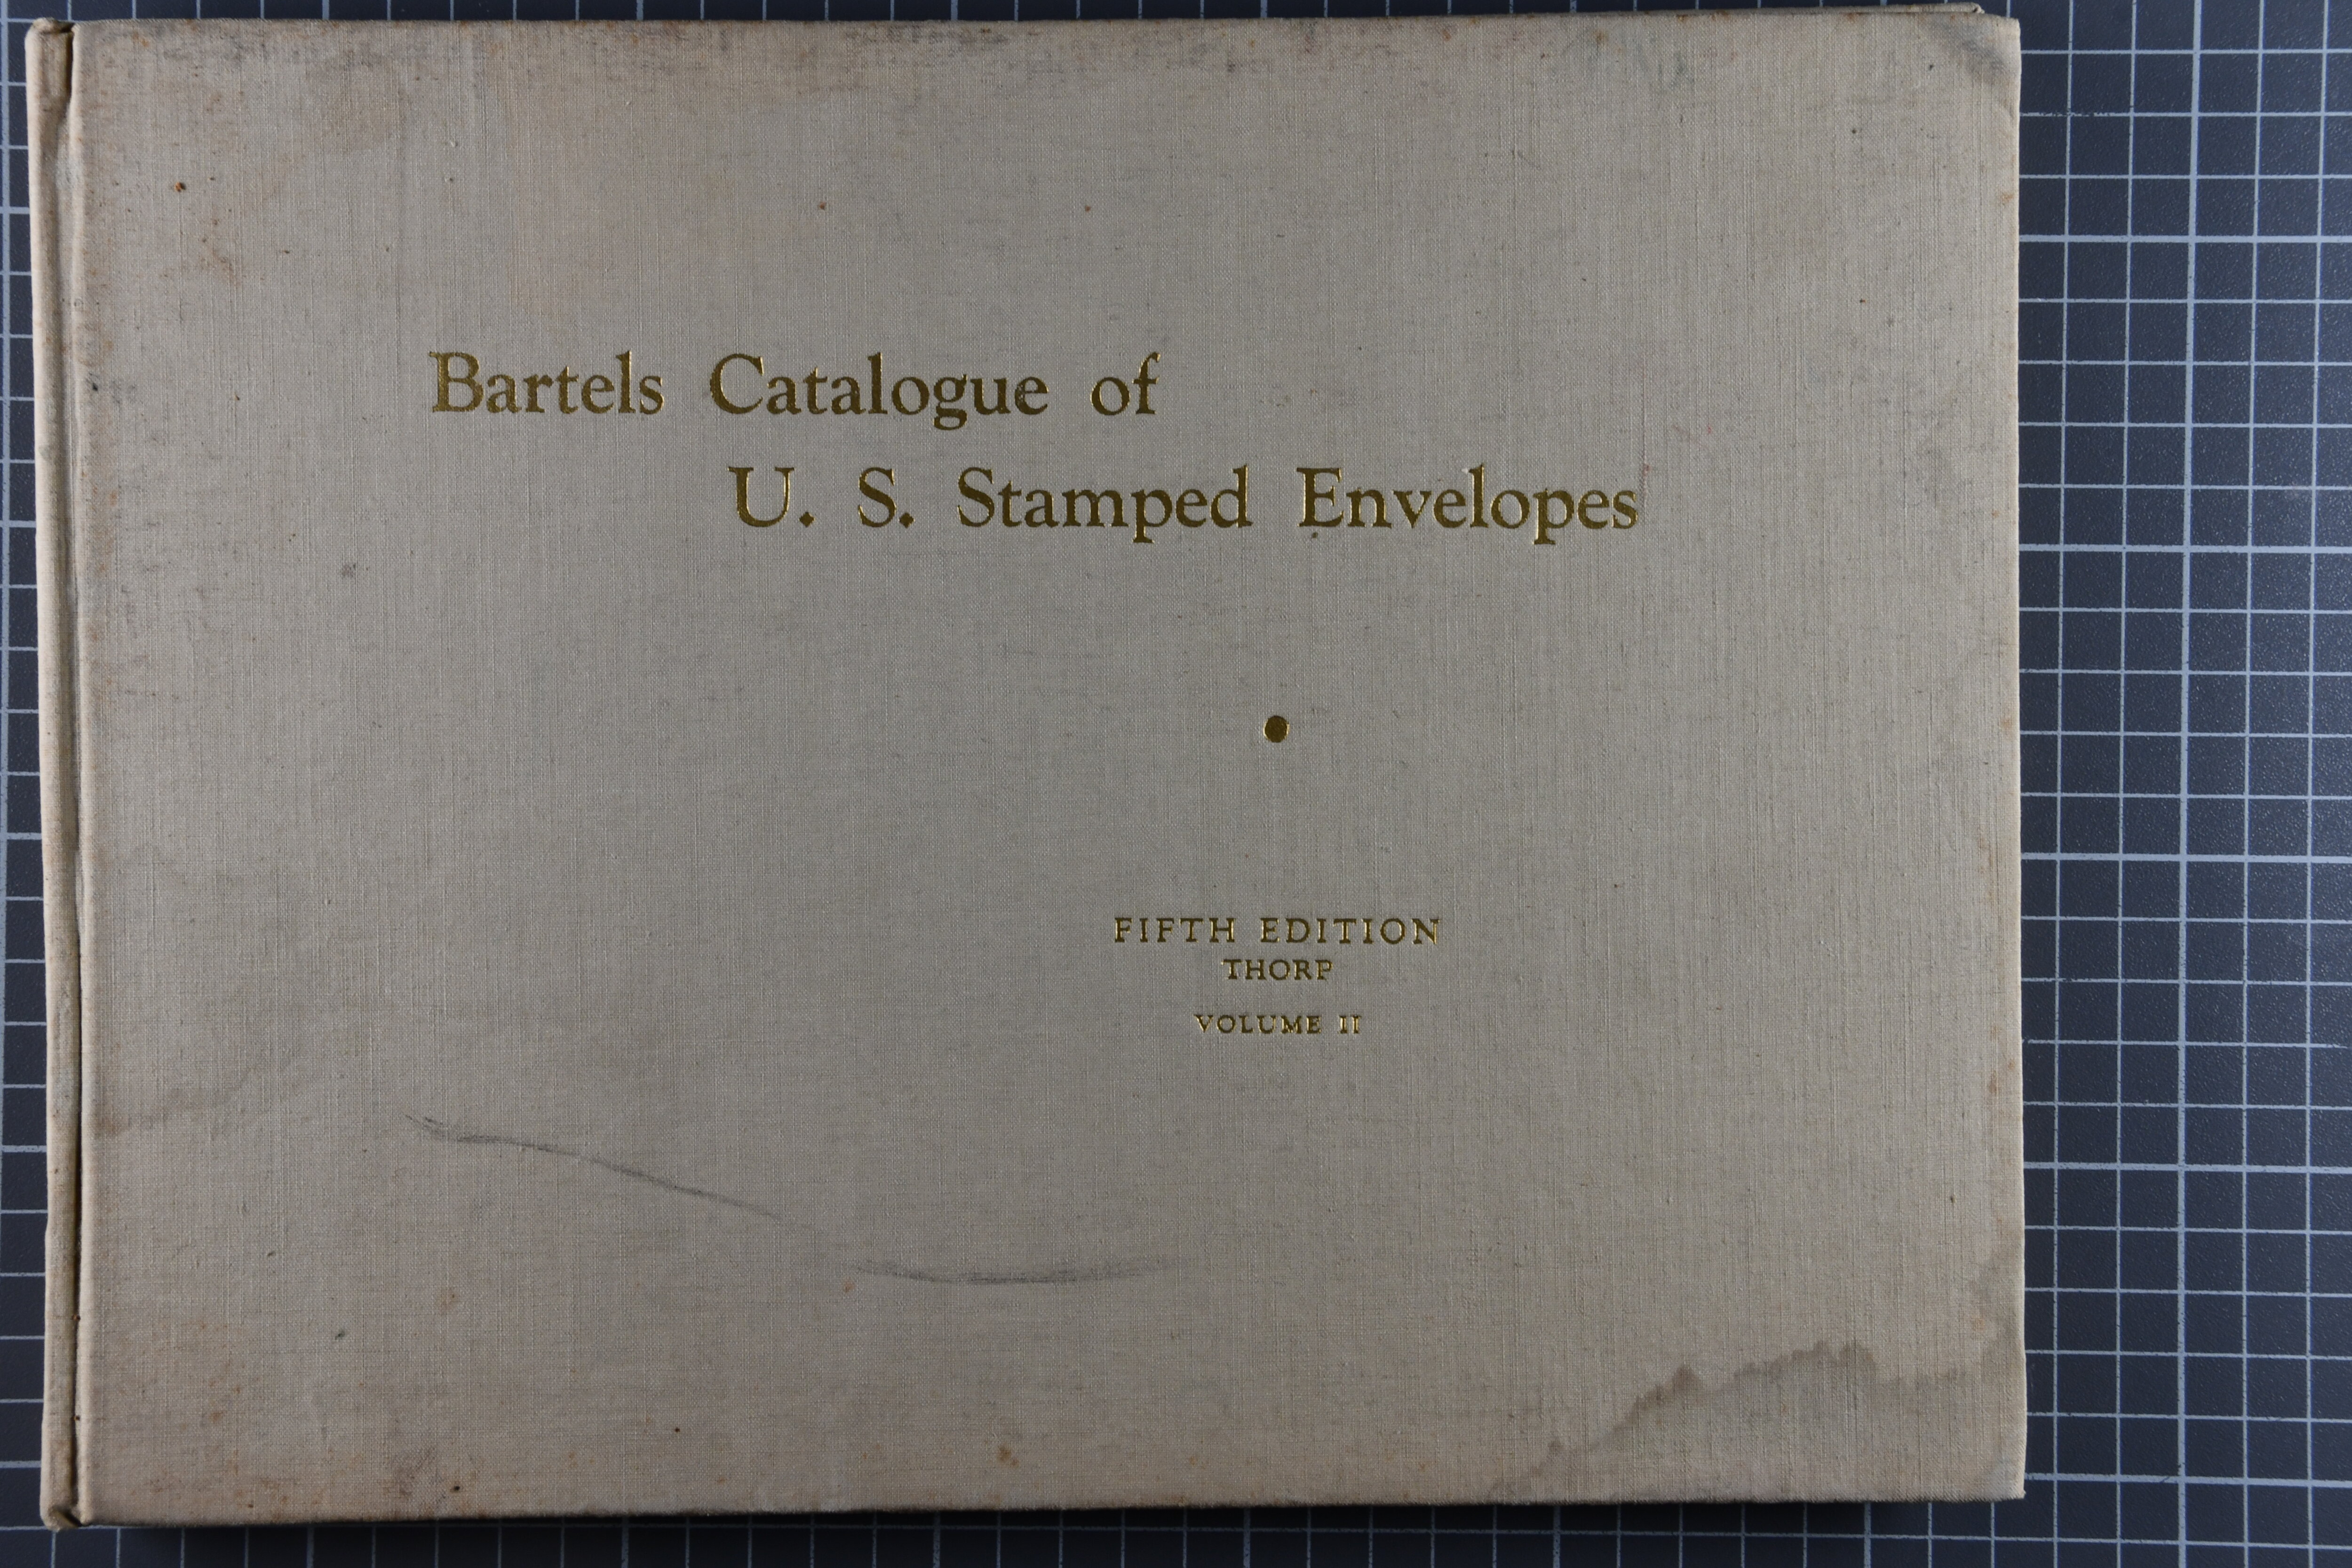 Bartels Catalogue of
U. S. Stamped Envelopes
FIFTH EDITION
THORP
VOLUME II